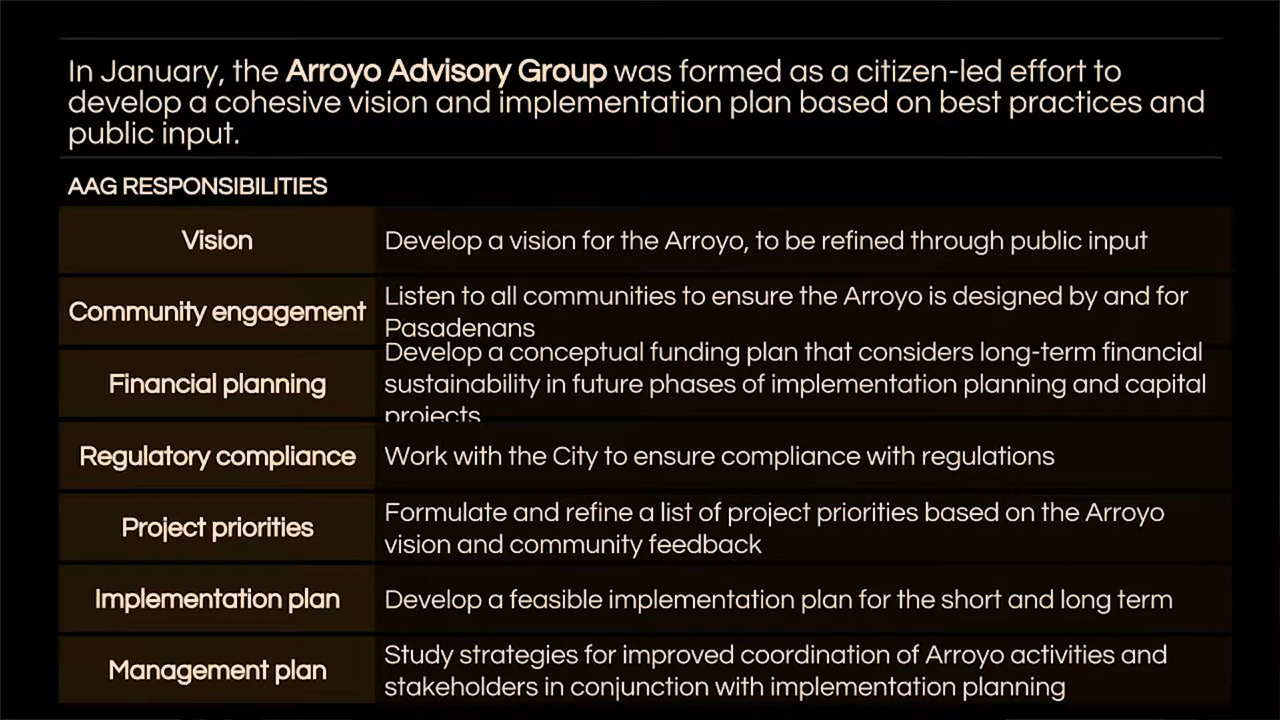 In January, the Arroyo Advisory Group was formed as a citizen-led effort to
develop a cohesive vision and implementation plan based on best practices and
public input.
AAG RESPONSIBILITIES
Vision
Develop a vision for the Arroyo, to be refined through public input
Community engagement
Listen to all communities to ensure the Arroyo is designed by and for
Pasadenans
Financial planning
Develop a conceptual funding plan that considers long-term financial
sustainability in future phases of implementation planning and capital
projects
Regulatory compliance
Work with the City to ensure compliance with regulations
Project priorities
Formulate and refine a list of project priorities based on the Arroyo
vision and community feedback
Implementation plan
Develop a feasible implementation plan for the short and long term
Management plan
Study strategies for improved coordination of Arroyo activities and
stakeholders in conjunction with implementation planning